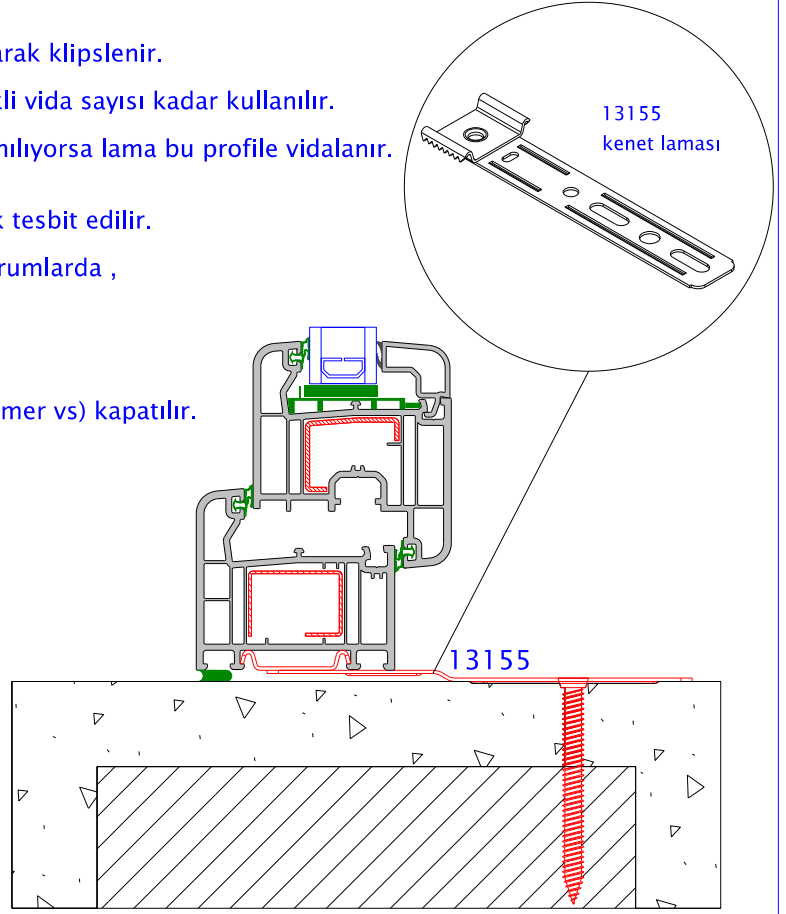 arak klipslenir.
kli vida sayısı kadar kullanılır.
nılıyorsa lama bu profile vidalanır.
k tesbit edilir.
rumlarda ,
mer vs) kapatılır.
13155
kenet laması
13155